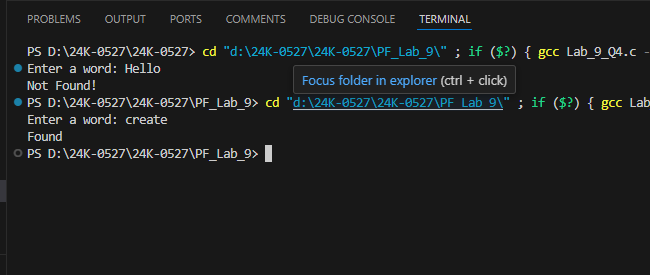 PROBLEMS OUTPUT PORTS COMMENTS DEBUG CONSOLE TERMINAL
PS D:\24K-0527\24K-0527> cd "d:\24K-0527\24K-0527\PF_Lab_9\" ; if ($?) { gcc Lab_9_Q4.c -
Enter a word: Hello
Not Found!
Focus folder in explorer (ctrl + click)
PS D:\24K-0527\24K-0527\PF_Lab_9> cd "d:\24K-0527\24K-0527\PF_Lab_9\" ; if ($?) { gcc Lab
Enter a word: create
Found
PS D:\24K-0527\24K-0527\PF_Lab_9>